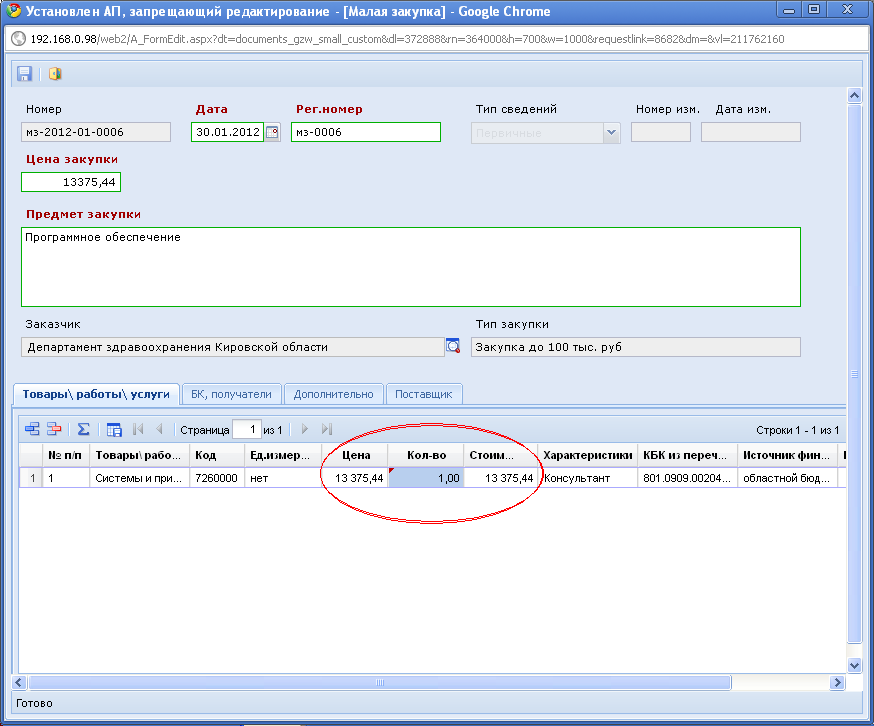 Установлен АП, запрещающий редактирование - [Малая закупка] - Google Chrome
192.168.0.98/web2/A_FormEdit.aspx?dt=documents_gzw_small_custom&dl=372888&rn=364000&h=700&w=1000&requestlink=8682&dm=&vl=211762160
Номер Дата Рег.номер Тип сведений Номер изм. Дата изм.
мз-2012-01-0006 30.01.2012 мз-0006 Первичные
Цена закупки
13375,44
Предмет закупки
Программное обеспечение
Заказчик Тип закупки
Департамент здравоохранения Кировской области Закупка до 100 тыс. руб
Товары\ работы\ услуги БК, получатели Дополнительно Поставщик
Страница 1 из 1 Строки 1 - 1 из 1
№ п/п Товары\ рабо... Код Ед.измер... Цена Кол-во Стоим... Характеристики КБК из переч... Источник фин...
1 1 Системы и при... 7260000 нет 13 375,44 1,00 13 375,44 Консультант 801.0909.00204... областной бюд...
Готово